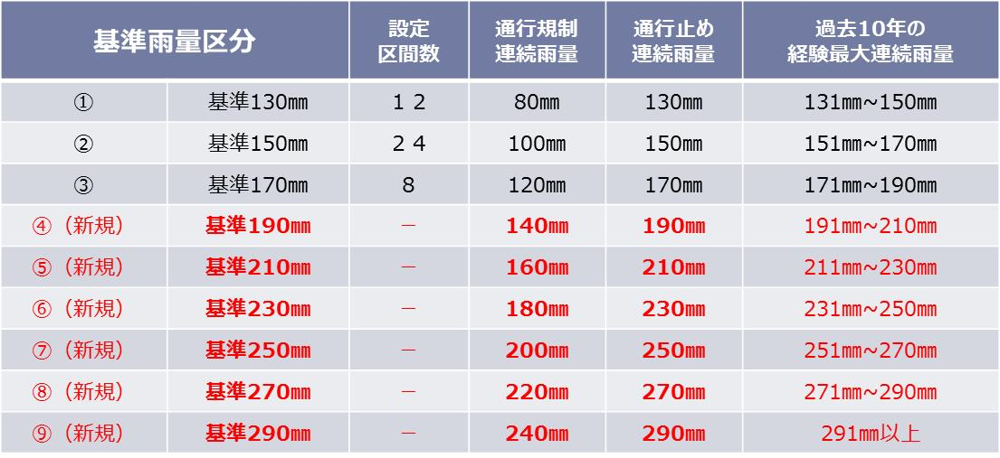 基準雨量区分 設定区間数 通行規制連続雨量 通行止め連続雨量 過去10年の経験最大連続雨量
① 基準130㎜ １２ 80㎜ 130㎜ 131㎜~150㎜
② 基準150㎜ ２４ 100㎜ 150㎜ 151㎜~170㎜
③ 基準170㎜ ８ 120㎜ 170㎜ 171㎜~190㎜
④（新規） 基準190㎜ － 140㎜ 190㎜ 191㎜~210㎜
⑤（新規） 基準210㎜ － 160㎜ 210㎜ 211㎜~230㎜
⑥（新規） 基準230㎜ － 180㎜ 230㎜ 231㎜~250㎜
⑦（新規） 基準250㎜ － 200㎜ 250㎜ 251㎜~270㎜
⑧（新規） 基準270㎜ － 220㎜ 270㎜ 271㎜~290㎜
⑨（新規） 基準290㎜ － 240㎜ 290㎜ 291㎜以上